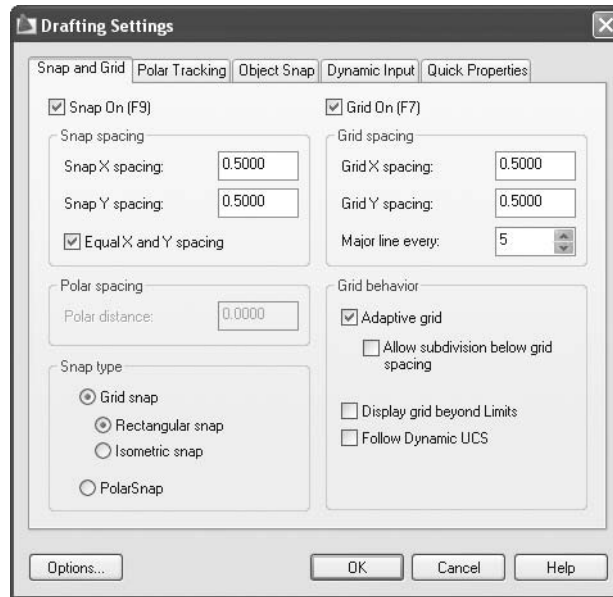 Drafting Settings
Snap and Grid
Polar Tracking
Object Snap
Dynamic Input
Quick Properties
Snap On (F9)
Snap spacing
Snap X spacing: 0.5000
Snap Y spacing: 0.5000
Equal X and Y spacing
Polar spacing
Polar distance: 0.0000
Snap type
Grid snap
Rectangular snap
Isometric snap
PolarSnap
Grid On (F7)
Grid spacing
Grid X spacing: 0.5000
Grid Y spacing: 0.5000
Major line every: 5
Grid behavior
Adaptive grid
Allow subdivision below grid
spacing
Display grid beyond Limits
Follow Dynamic UCS
Options...
OK
Cancel
Help